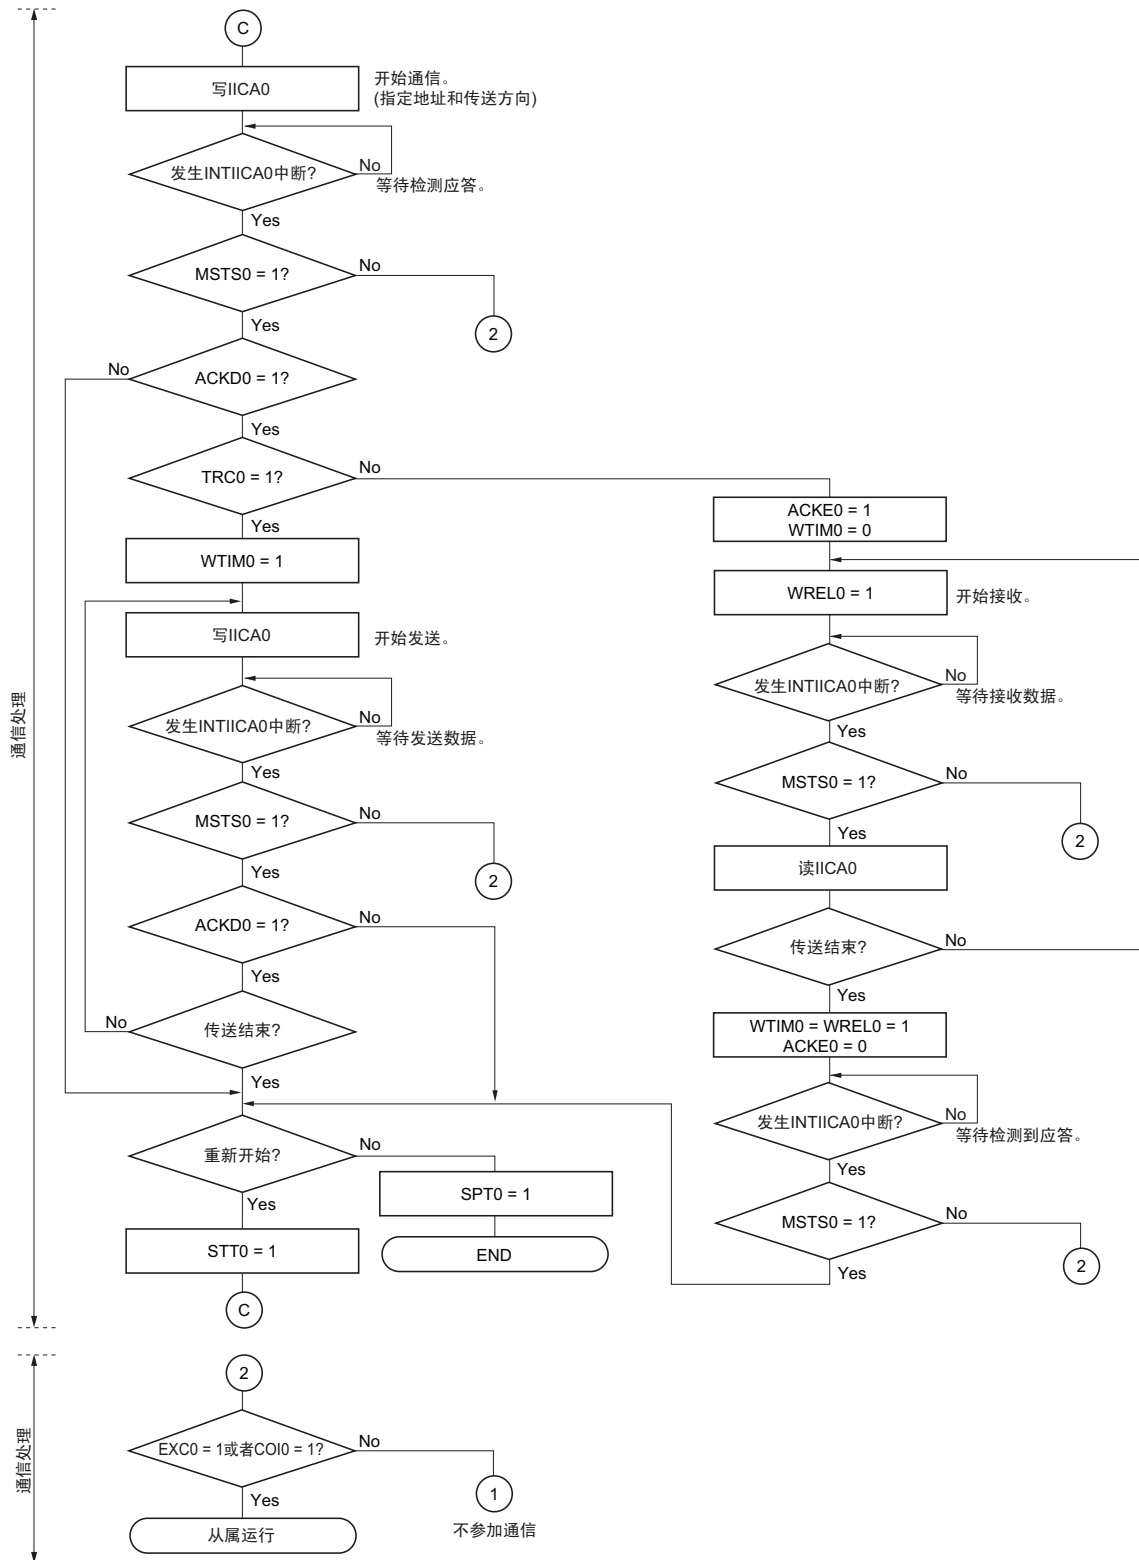 C
写IICA0
开始通信。
(指定地址和传送方向)
发生INTIICA0中断?
No
等待检测应答。
Yes
MSTS0 = 1?
No
2
Yes
ACKD0 = 1?
No
Yes
TRC0 = 1?
No
Yes
WTIM0 = 1
写IICA0
开始发送。
发生INTIICA0中断?
No
等待发送数据。
Yes
MSTS0 = 1?
No
2
Yes
ACKD0 = 1?
No
Yes
传送结束?
No
Yes
重新开始?
No
Yes
SPT0 = 1
END
STT0 = 1
C
ACKE0 = 1
WTIM0 = 0
WREL0 = 1
开始接收。
发生INTIICA0中断?
No
等待接收数据。
Yes
MSTS0 = 1?
No
2
Yes
读IICA0
传送结束?
No
Yes
WTIM0 = WREL0 = 1
ACKE0 = 0
发生INTIICA0中断?
No
等待检测到应答。
Yes
MSTS0 = 1?
No
2
Yes
通信处理
2
EXC0 = 1或者COI0 = 1?
No
1
不参加通信
Yes
从属运行
通信处理